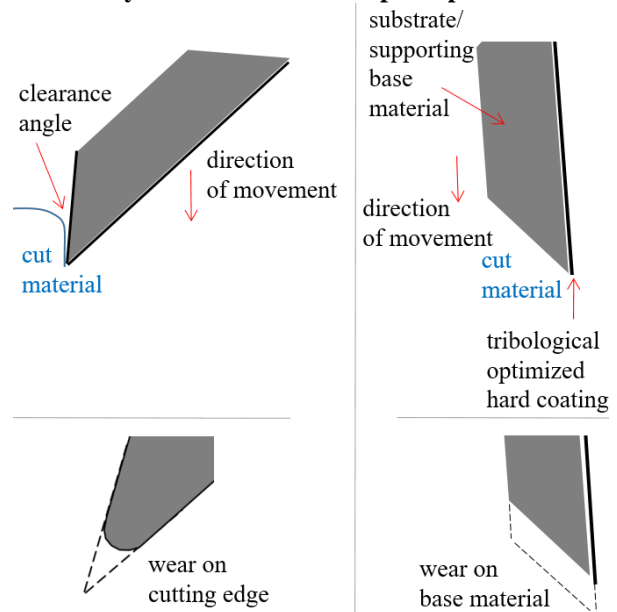 clearance
angle
direction
of movement
cut
material
substrate/
supporting
base
material
direction
of movement
cut
material
tribological
optimized
hard coating
wear on
cutting edge
wear on
base material